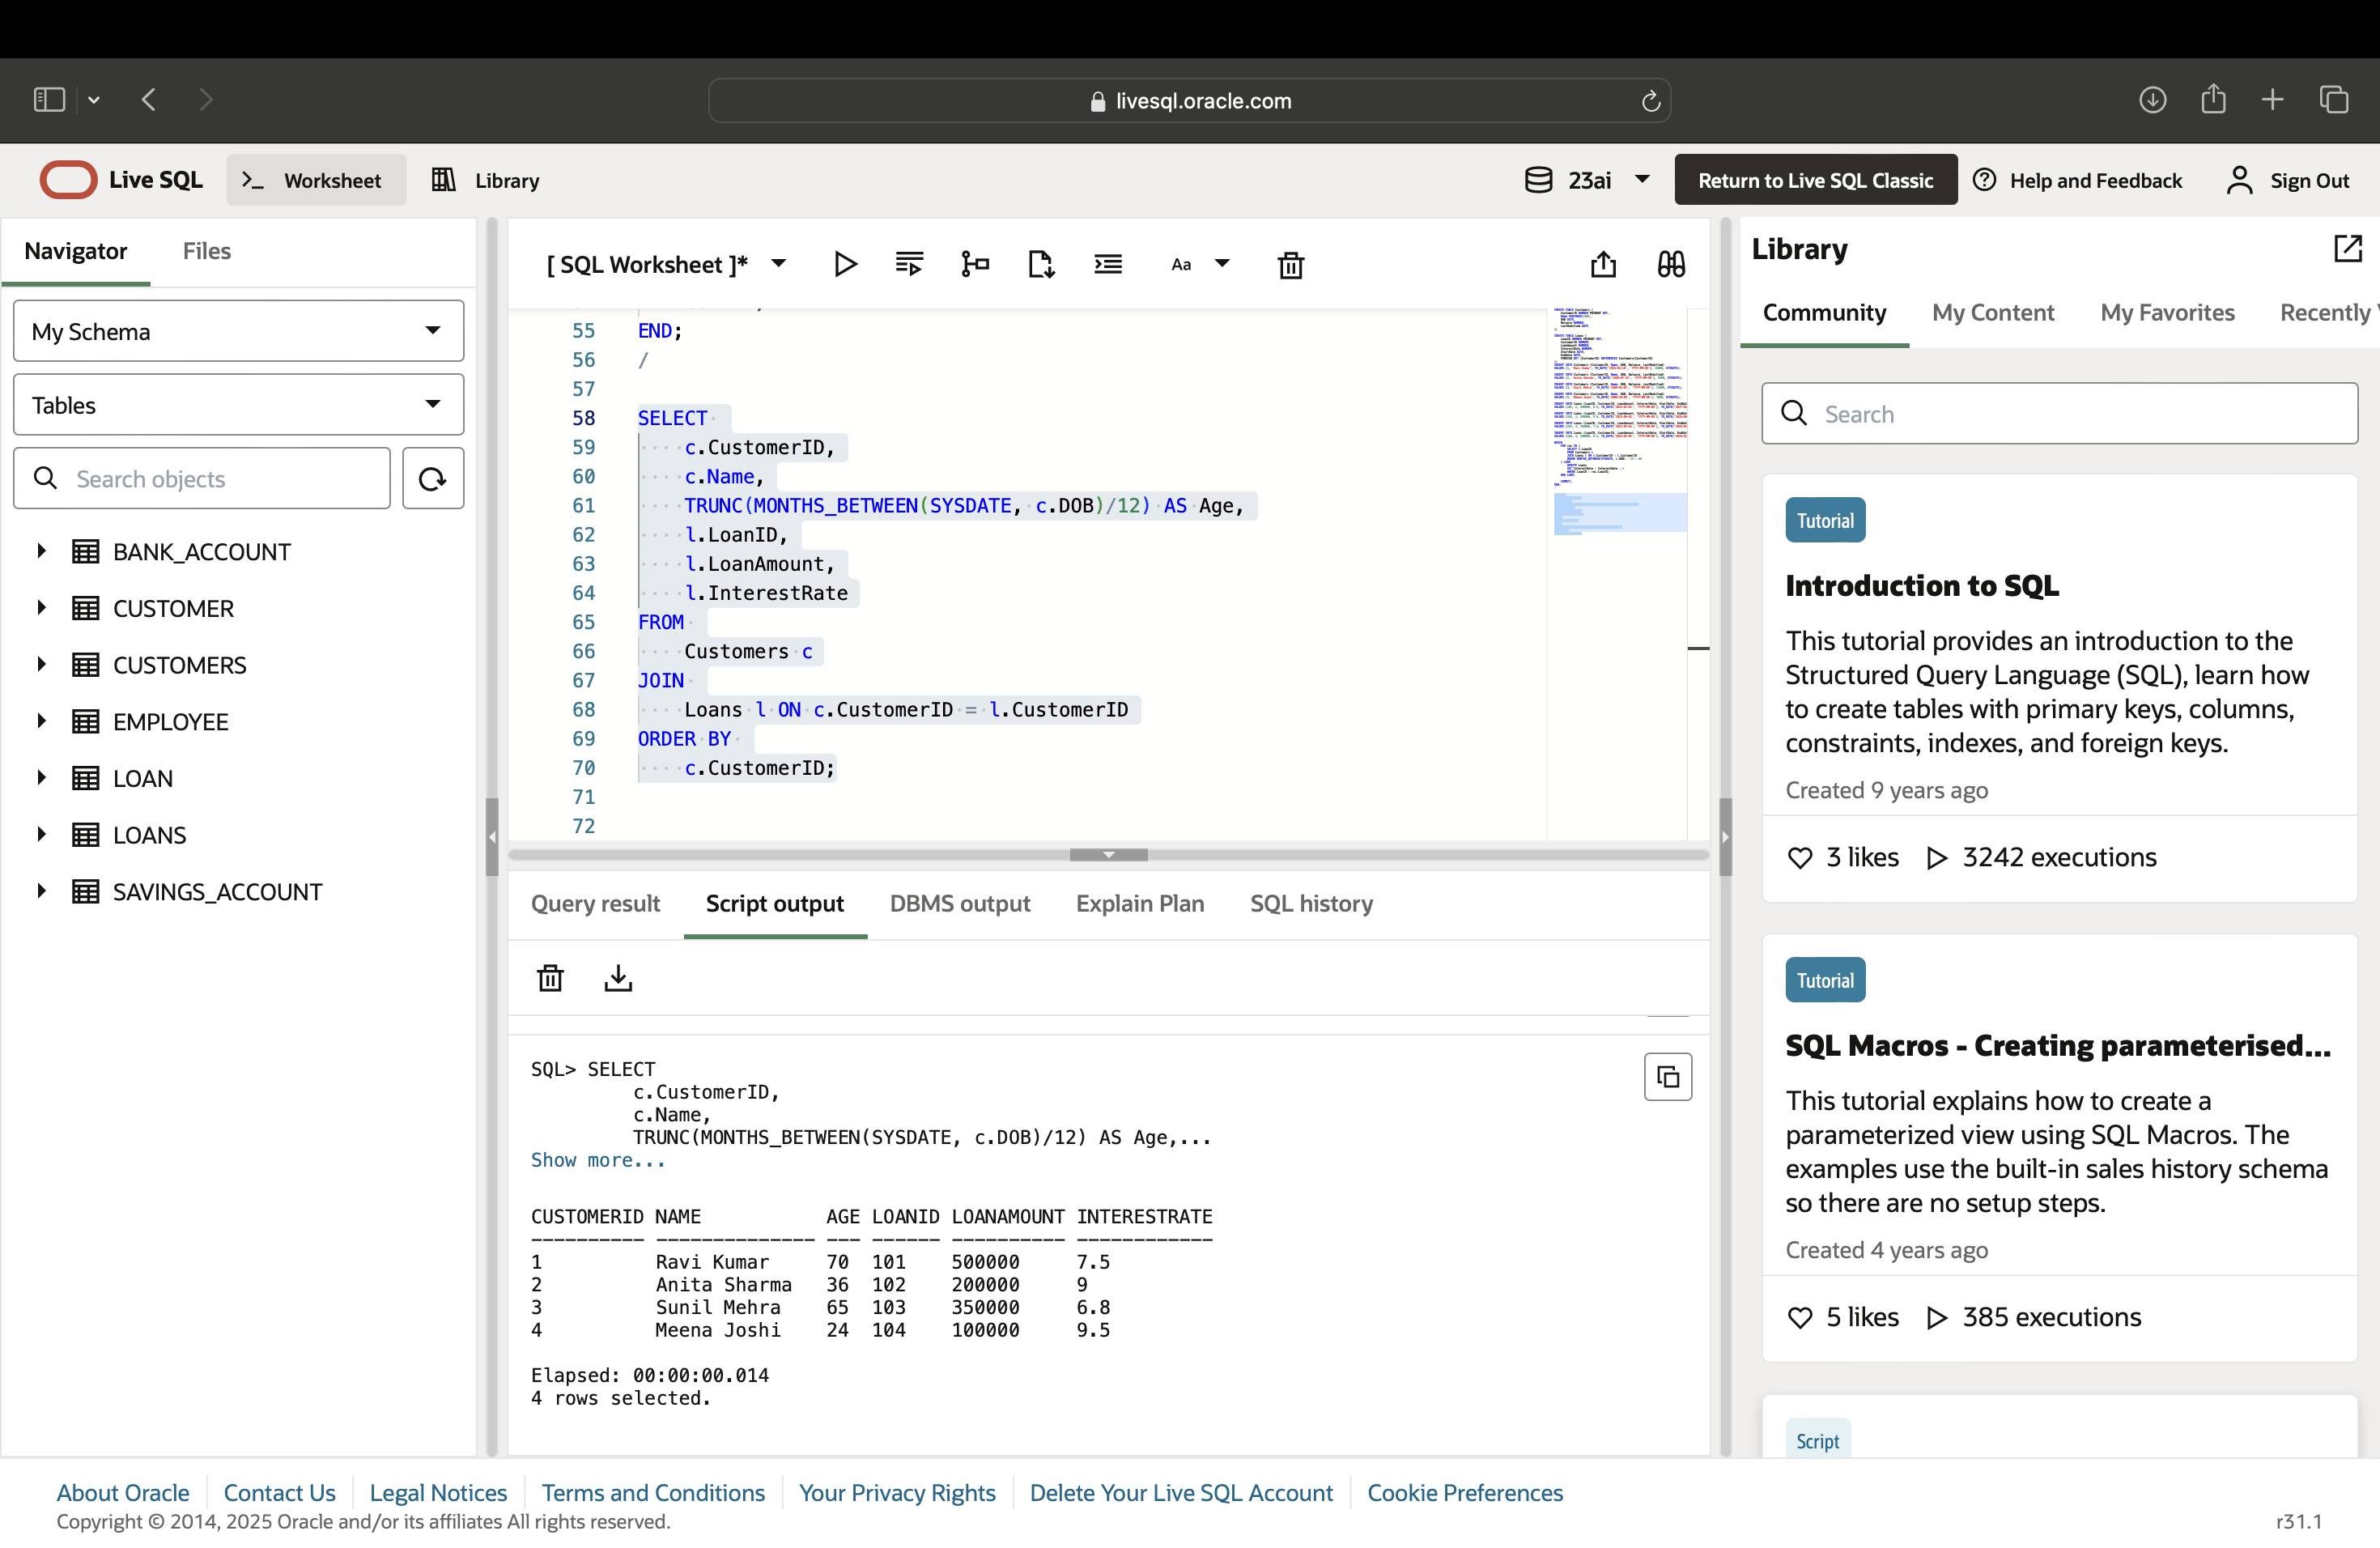 livesql.oracle.com
Live SQL
>_ Worksheet
Library
23ai
Return to Live SQL Classic
Help and Feedback
Sign Out
Navigator
Files
My Schema
Tables
Search objects
BANK_ACCOUNT
CUSTOMER
CUSTOMERS
EMPLOYEE
LOAN
LOANS
SAVINGS_ACCOUNT
[ SQL Worksheet ]*
Aa
55 END;
56 /
57
58 SELECT
59 c.CustomerID,
60 c.Name,
61 TRUNC(MONTHS_BETWEEN(SYSDATE, c.DOB)/12) AS Age,
62 l.LoanID,
63 l.LoanAmount,
64 l.InterestRate
65 FROM
66 Customers c
67 JOIN
68 Loans l ON c.CustomerID = l.CustomerID
69 ORDER BY
70 c.CustomerID;
71
72
Query result
Script output
DBMS output
Explain Plan
SQL history
SQL> SELECT
c.CustomerID,
c.Name,
TRUNC(MONTHS_BETWEEN(SYSDATE, c.DOB)/12) AS Age,...
Show more...
CUSTOMERID NAME AGE LOANID LOANAMOUNT INTERESTRATE
---------- -------------- --- ------ ---------- ------------
1 Ravi Kumar 70 101 500000 7.5
2 Anita Sharma 36 102 200000 9
3 Sunil Mehra 65 103 350000 6.8
4 Meena Joshi 24 104 100000 9.5
Elapsed: 00:00:00.014
4 rows selected.
Library
Community
My Content
My Favorites
Recently
Search
Tutorial
Introduction to SQL
This tutorial provides an introduction to the
Structured Query Language (SQL), learn how
to create tables with primary keys, columns,
constraints, indexes, and foreign keys.
Created 9 years ago
3 likes
3242 executions
Tutorial
SQL Macros - Creating parameterised...
This tutorial explains how to create a
parameterized view using SQL Macros. The
examples use the built-in sales history schema
so there are no setup steps.
Created 4 years ago
5 likes
385 executions
Script
About Oracle
Contact Us
Legal Notices
Terms and Conditions
Your Privacy Rights
Delete Your Live SQL Account
Cookie Preferences
Copyright © 2014, 2025 Oracle and/or its affiliates All rights reserved.
r31.1